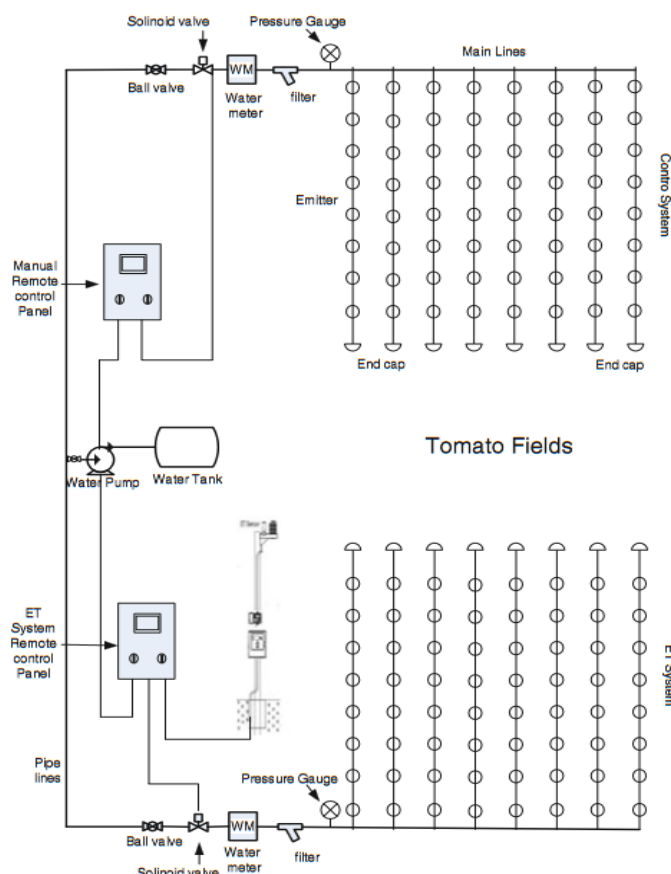 Solinoid valve
Pressure Gauge
Main Lines
WM
Ball valve
Water
meter
filter
Contro System
Emitter
Manual
Remote
control
Panel
End cap
End cap
Tomato Fields
Water Pump
Water Tank
ET
System
Remote
control
Panel
ET System
Pipe
lines
Pressure Gauge
WM
Ball valve
Water
meter
filter
Solinoid valve